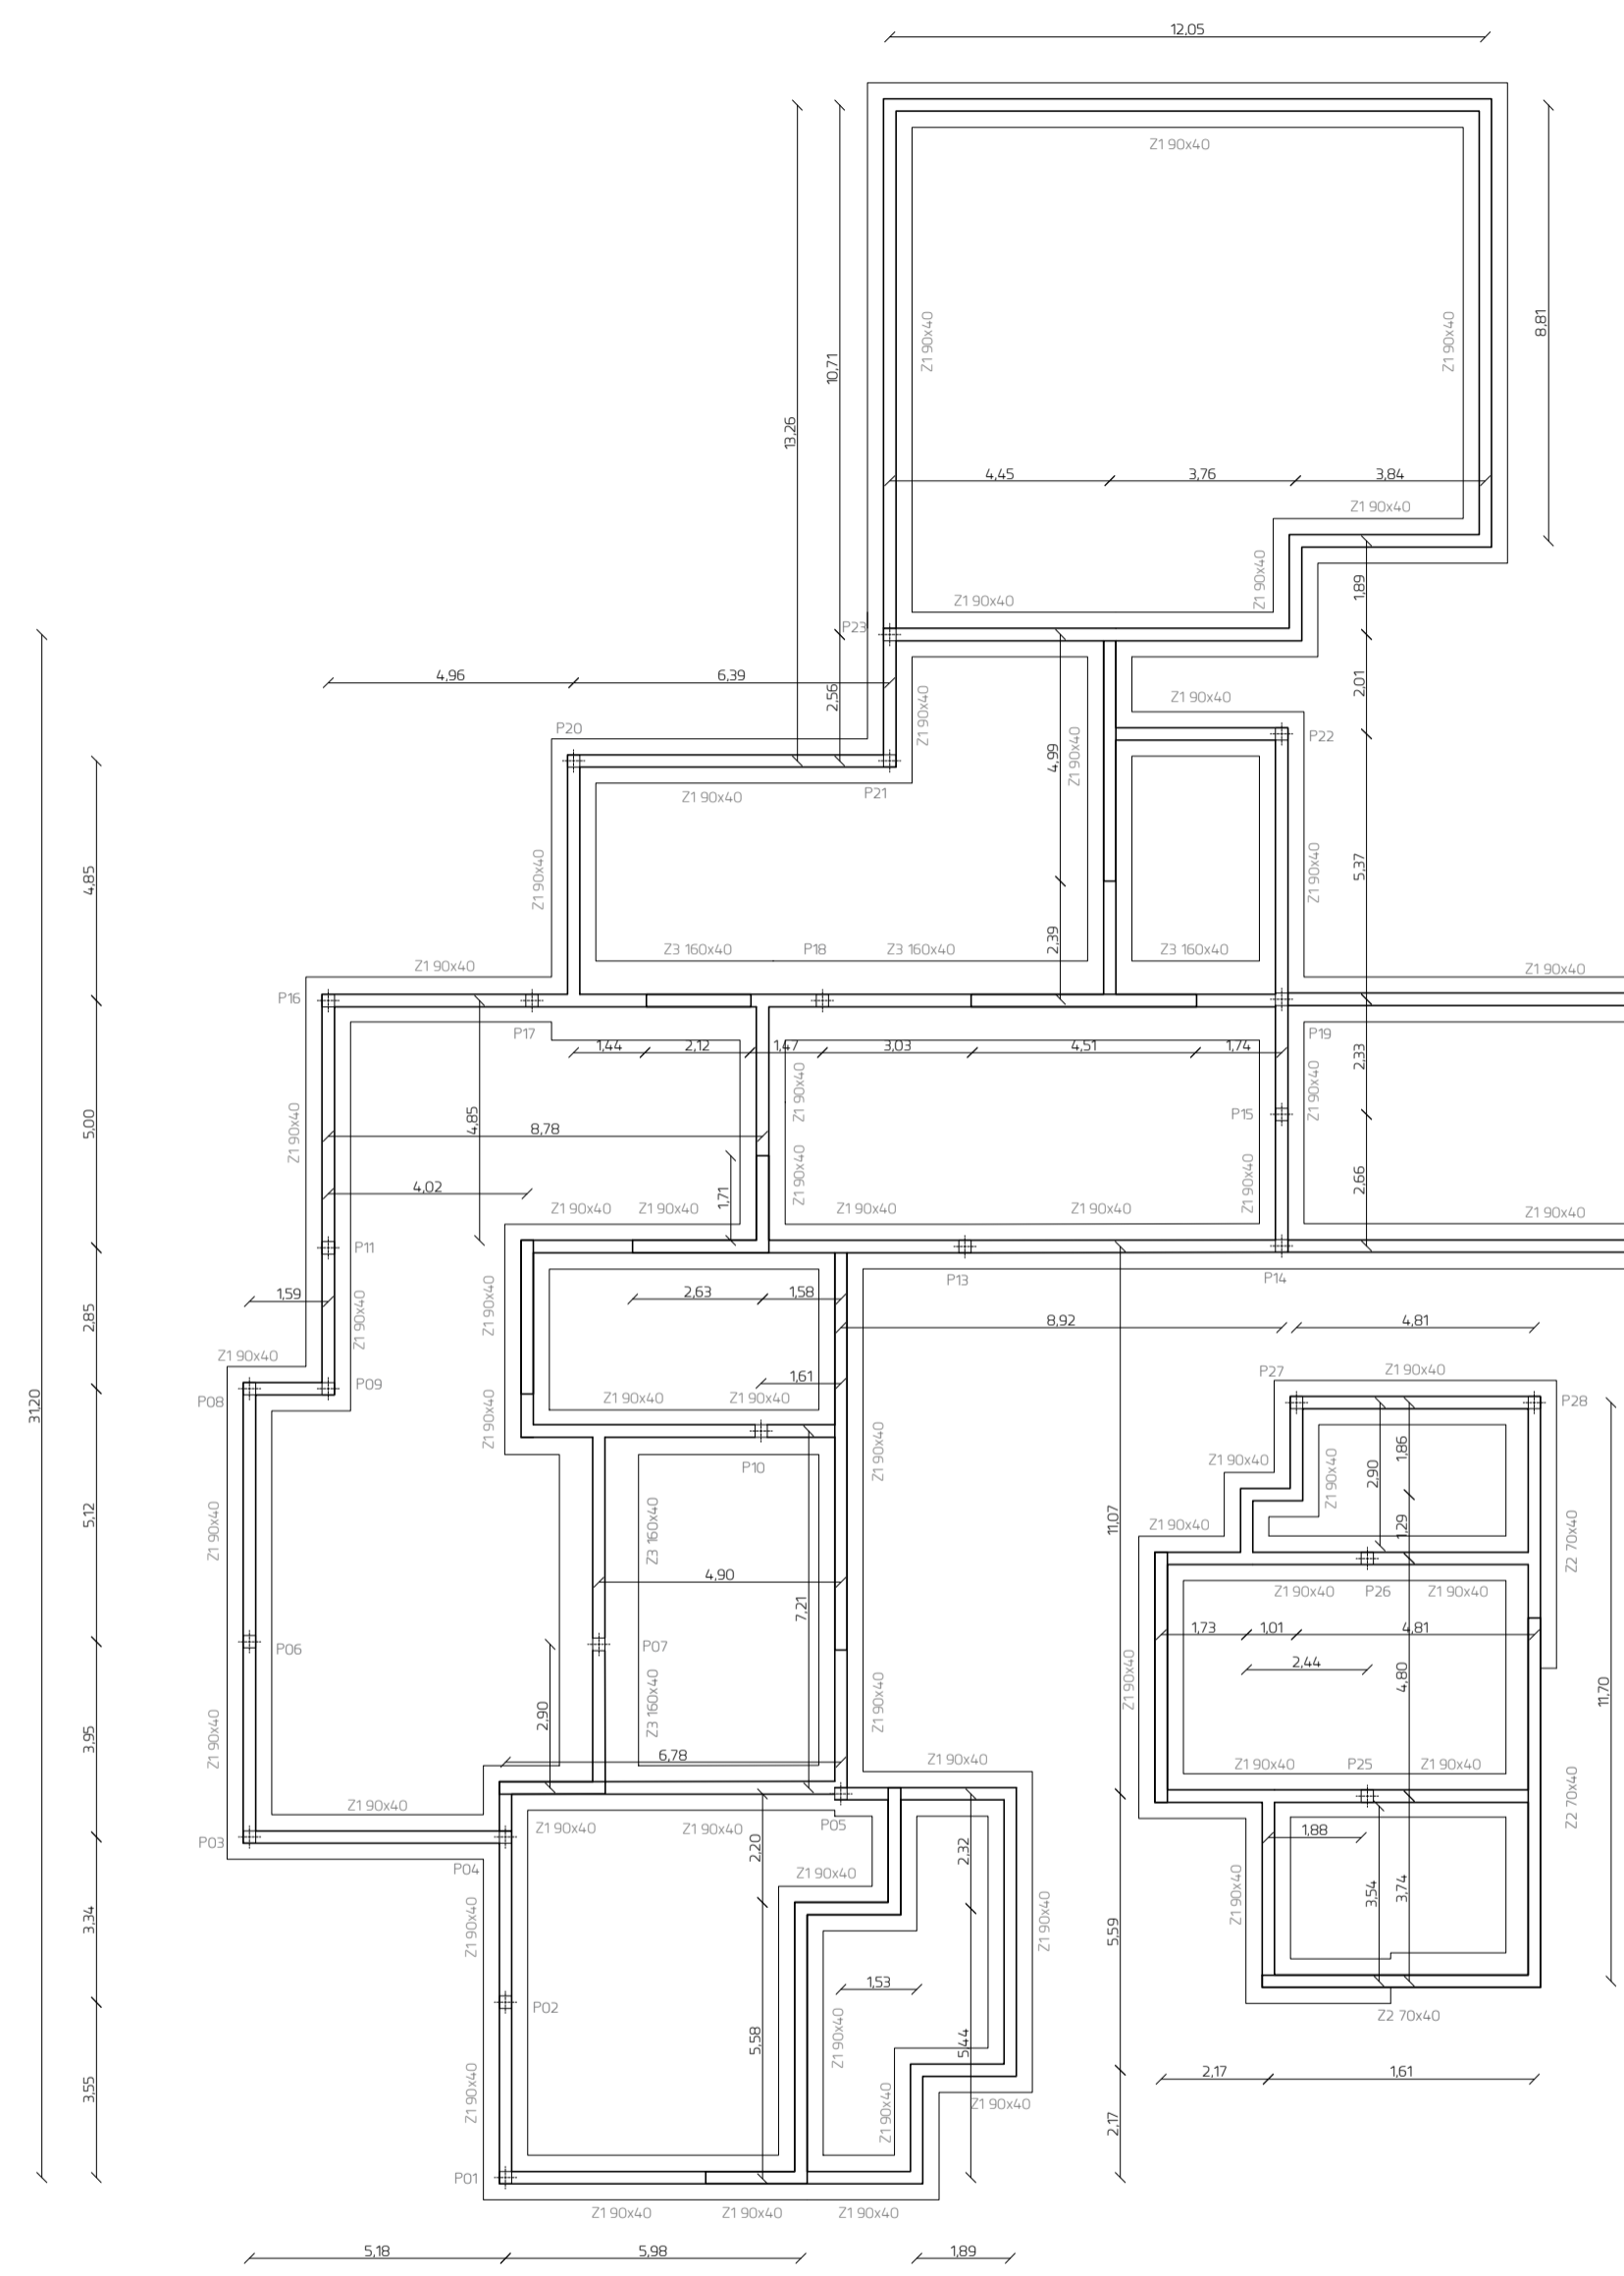 12,05
Z1 90x40
Z1 90x40
Z1 90x40
8,81
10,71
13,26
4,45
3,76
3,84
Z1 90x40
Z1 90x40
1,89
Z1 90x40
P23
4,96
6,39
2,56
Z1 90x40
Z1 90x40
2,01
P20
P22
4,99
Z1 90x40
Z1 90x40
P21
4,85
Z1 90x40
5,37
Z1 90x40
2,39
Z3 160x40
P18
Z3 160x40
Z3 160x40
Z1 90x40
Z1 90x40
P16
P17
P19
1,44
2,12
1,47
3,03
4,51
1,74
2,33
Z1 90x40
Z1 90x40
P15
5,00
Z1 90x40
4,85
8,78
Z1 90x40
Z1 90x40
2,66
4,02
1,71
Z1 90x40
Z1 90x40
Z1 90x40
Z1 90x40
Z1 90x40
P11
P13
P14
1,59
2,63
1,58
2,85
Z1 90x40
Z1 90x40
8,92
4,81
Z1 90x40
P27
Z1 90x40
31,20
1,61
P08
P09
Z1 90x40
Z1 90x40
P28
Z1 90x40
Z1 90x40
P10
Z1 90x40
1,86
2,90
Z1 90x40
5,12
Z1 90x40
Z3 160x40
11,07
Z1 90x40
1,29
Z2 70x40
4,90
Z1 90x40
P26
Z1 90x40
7,21
1,73
1,01
4,81
P06
P07
2,44
4,80
Z1 90x40
11,70
3,95
Z1 90x40
2,90
Z3 160x40
Z1 90x40
6,78
Z1 90x40
Z1 90x40
P25
Z1 90x40
Z1 90x40
Z2 70x40
P03
Z1 90x40
Z1 90x40
P05
1,88
P04
2,20
2,32
Z1 90x40
Z1 90x40
3,54
3,74
3,34
Z1 90x40
Z1 90x40
5,59
1,53
P02
Z2 70x40
5,58
Z1 90x40
5,44
3,55
Z1 90x40
Z1 90x40
Z1 90x40
2,17
2,17
1,61
P01
Z1 90x40
Z1 90x40
Z1 90x40
5,18
5,98
1,89